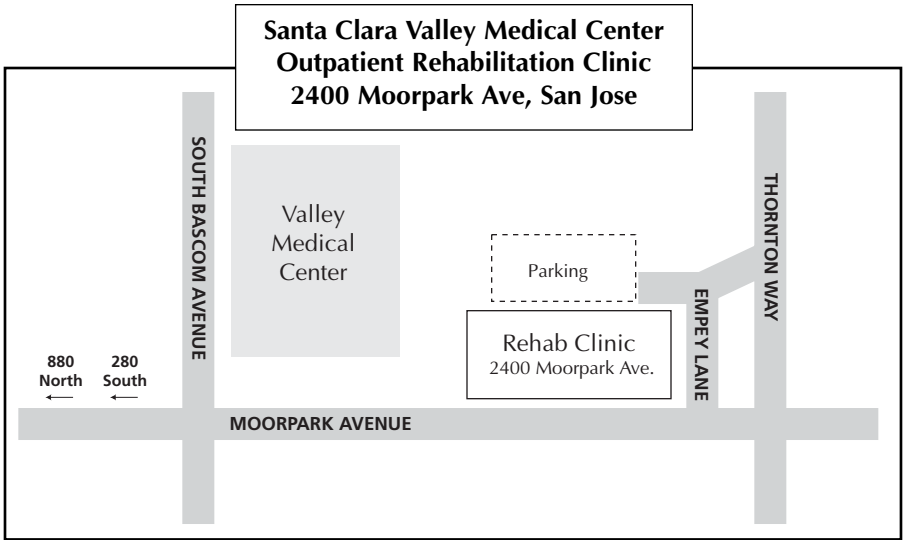 Santa Clara Valley Medical Center
Outpatient Rehabilitation Clinic
2400 Moorpark Ave, San Jose
SOUTH BASCOM AVENUE
Valley
Medical
Center
Parking
THORNTON WAY
EMPEY LANE
Rehab Clinic
2400 Moorpark Ave.
880
North
280
South
MOORPARK AVENUE